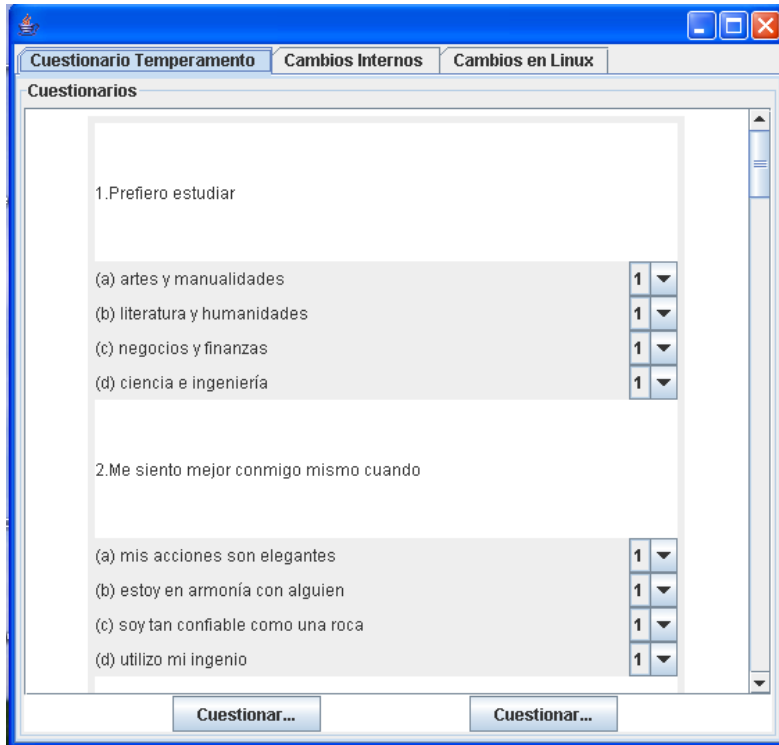 Cuestionario Temperamento Cambios Internos Cambios en Linux
Cuestionarios
1.Prefiero estudiar
(a) artes y manualidades 1
(b) literatura y humanidades 1
(c) negocios y finanzas 1
(d) ciencia e ingeniería 1
2.Me siento mejor conmigo mismo cuando
(a) mis acciones son elegantes 1
(b) estoy en armonía con alguien 1
(c) soy tan confiable como una roca 1
(d) utilizo mi ingenio 1
Cuestionar... Cuestionar...